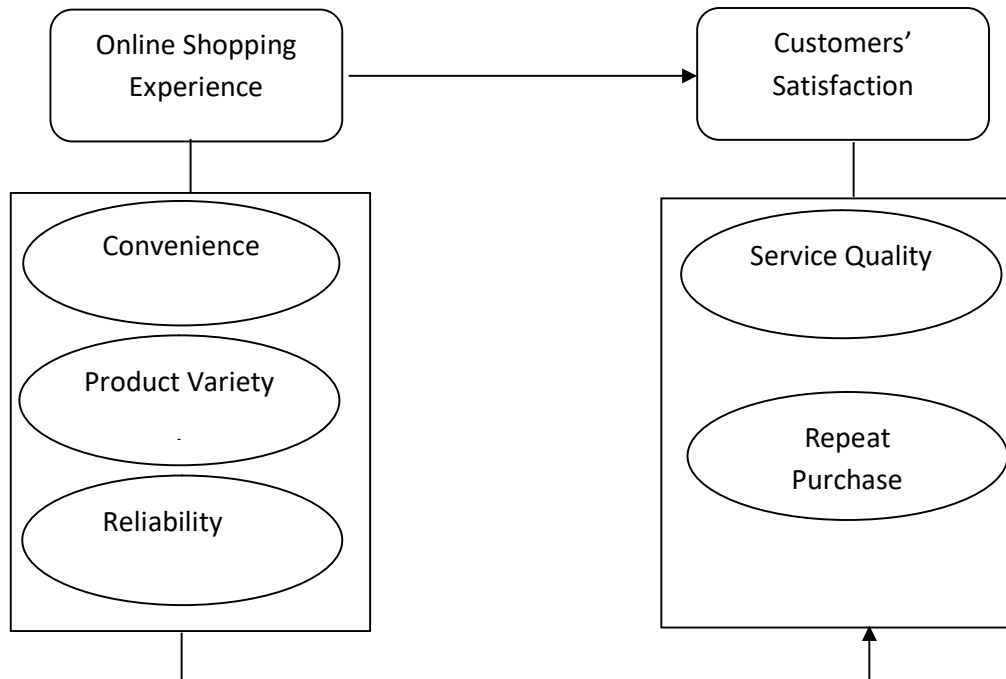 Online Shopping
Experience
Customers’
Satisfaction
Convenience
Product Variety
.
Reliability
Service Quality
Repeat
Purchase